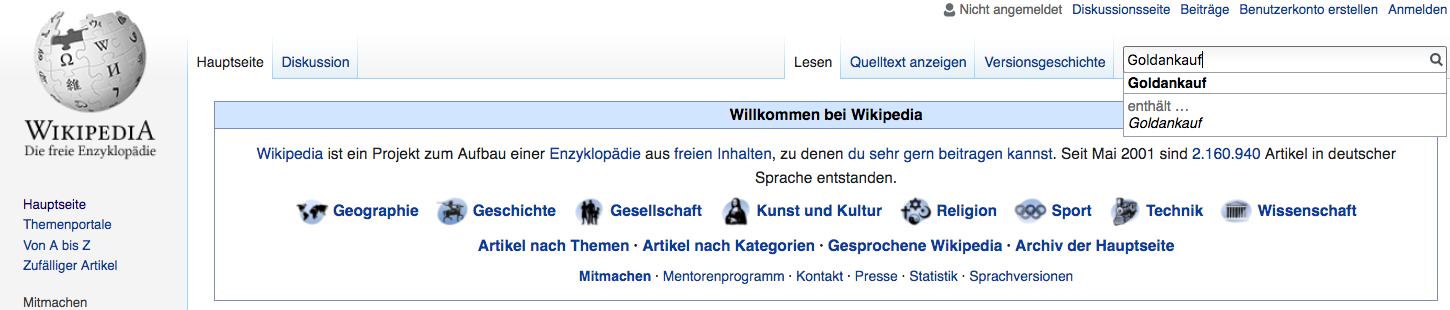 Nicht angemeldet Diskussionsseite Beiträge Benutzerkonto erstellen Anmelden
Hauptseite Diskussion Lesen Quelltext anzeigen Versionsgeschichte Goldankauf
Goldankauf
enthält …
Goldankauf
WIKIPEDIA
Die freie Enzyklopädie
Hauptseite
Themenportale
Von A bis Z
Zufälliger Artikel
Mitmachen
Willkommen bei Wikipedia
Wikipedia ist ein Projekt zum Aufbau einer Enzyklopädie aus freien Inhalten, zu denen du sehr gern beitragen kannst. Seit Mai 2001 sind 2.160.940 Artikel in deutscher
Sprache entstanden.
Geographie Geschichte Gesellschaft Kunst und Kultur Religion Sport Technik Wissenschaft
Artikel nach Themen · Artikel nach Kategorien · Gesprochene Wikipedia · Archiv der Hauptseite
Mitmachen · Mentorenprogramm · Kontakt · Presse · Statistik · Sprachversionen